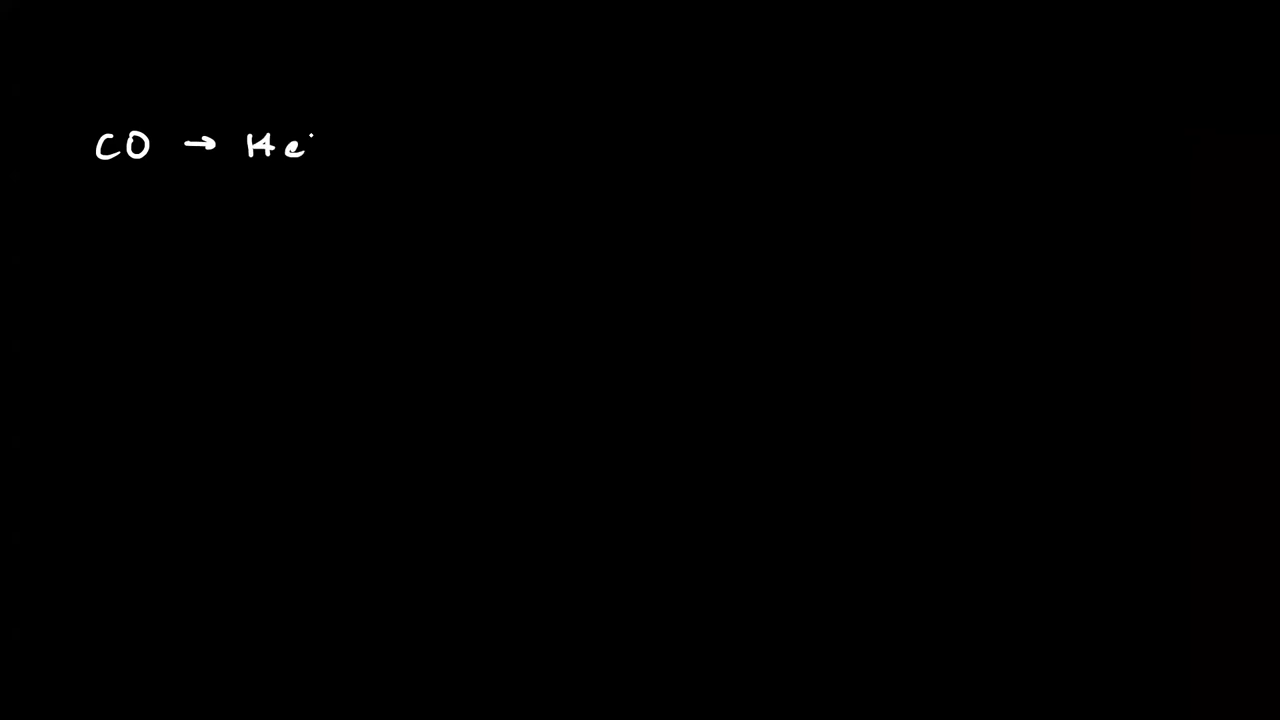 CO → He